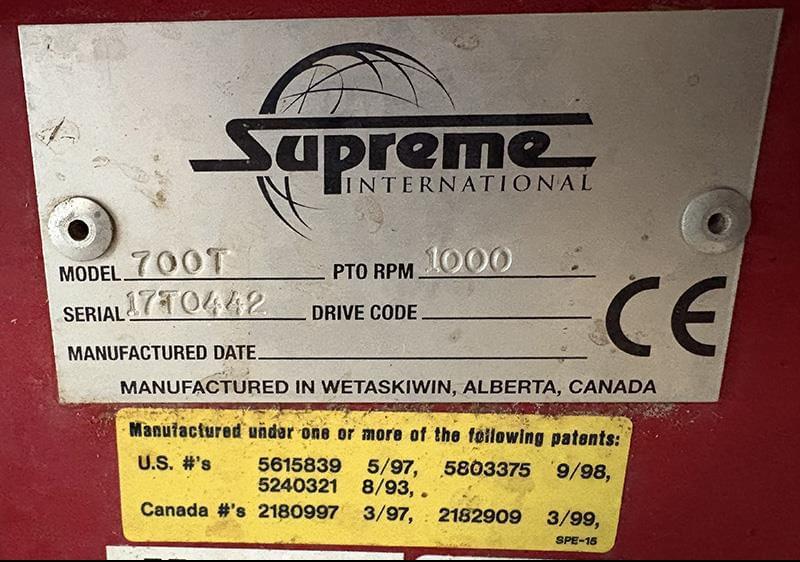 Supreme
INTERNATIONAL
MODEL 700T PTO RPM 1000
SERIAL 17T0442 DRIVE CODE
MANUFACTURED DATE
CE
MANUFACTURED IN WETASKIWIN, ALBERTA, CANADA
Manufactured under one or more of the following patents:
U.S. #'s 5615839 5/97, 5803375 9/98,
5240321 8/93,
Canada #'s 2180997 3/97, 2182909 3/99,
SPE-15